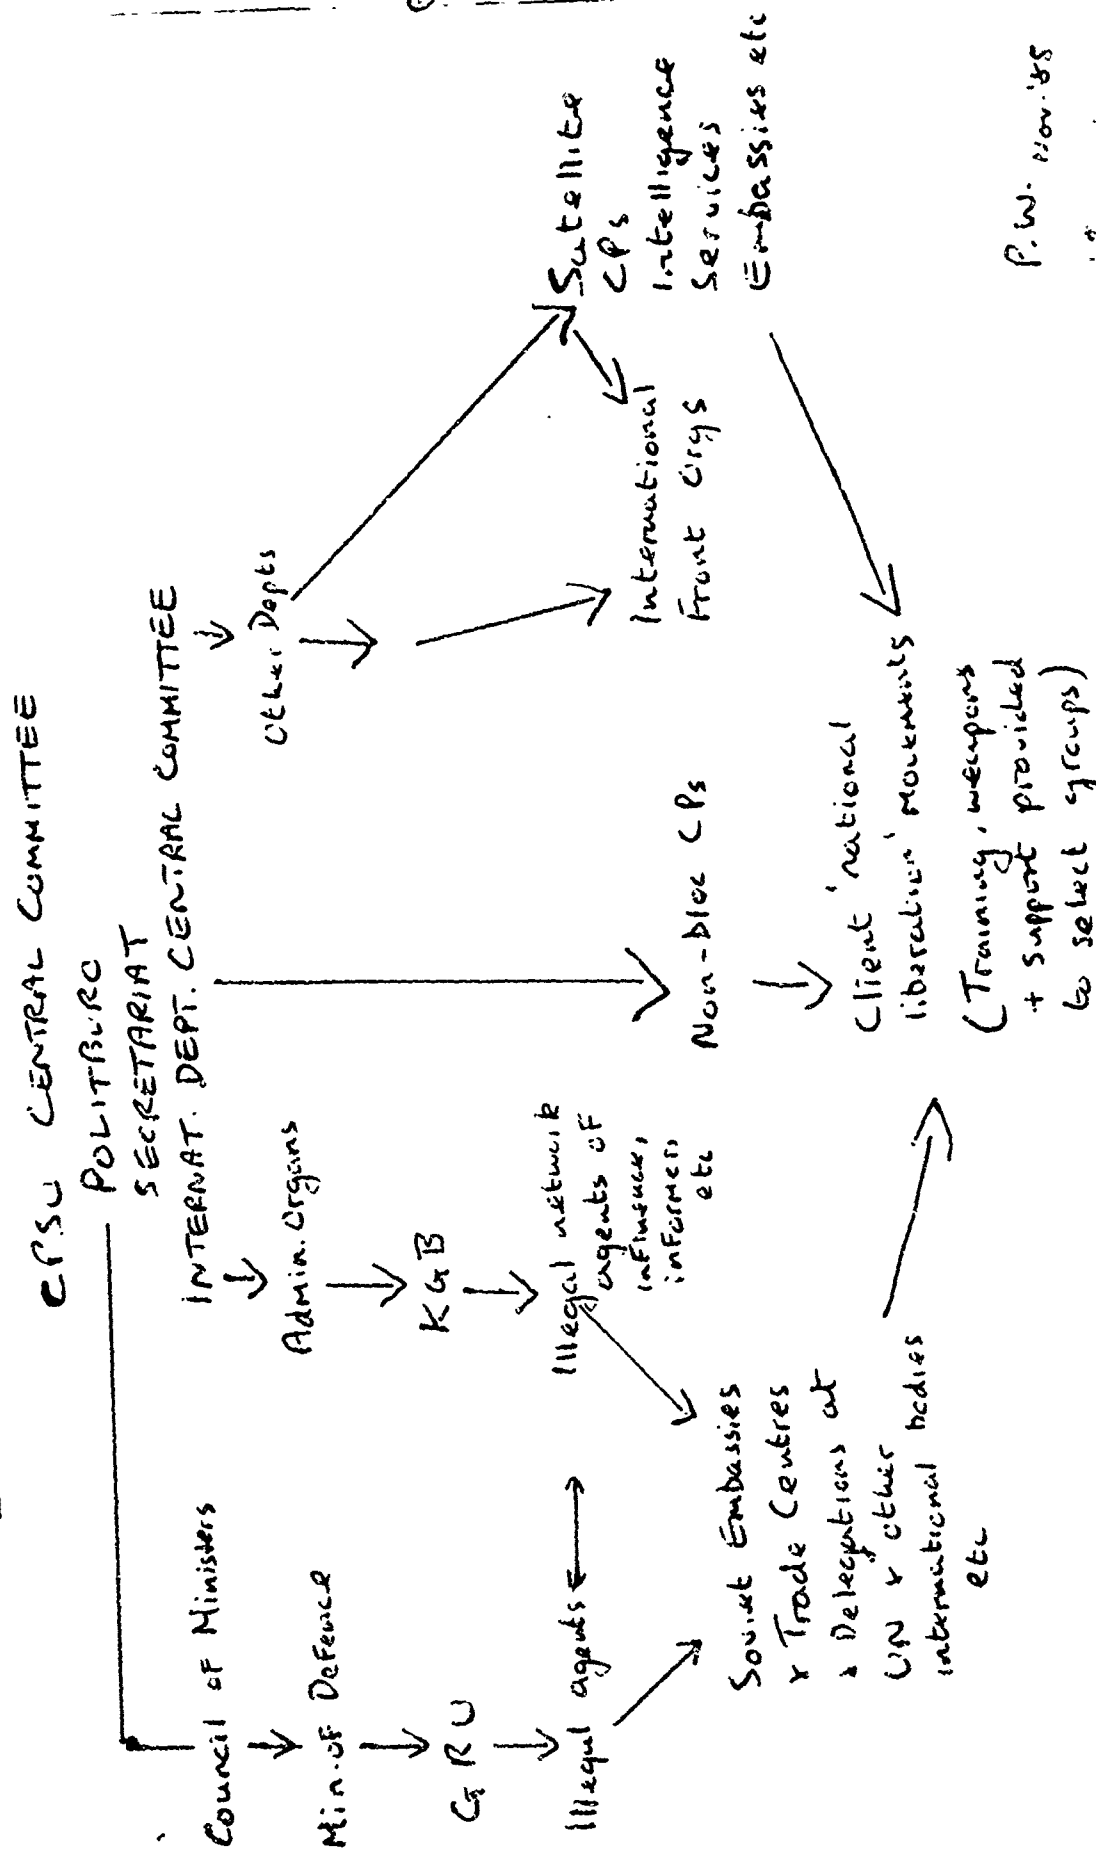 CPSU CENTRAL COMMITTEE
POLITBURO
SECRETARIAT
INTERNAT. DEPT. CENTRAL COMMITTEE
Council of Ministers
Min. of Defence
GRU
Illegal agents
Admin. Organs
KGB
Illegal network
agents of
influence,
informers
etc
Other Depts
Soviet Embassies
& Trade Centres
& Delegations at
UN & other
international bodies
etc
Non-bloc CPs
Client 'national
liberation' movements
(Training, weapons
+ support provided
to select groups)
International
Front Orgs
Satellite
CPs
Intelligence
Services
Embassies etc
P.W. Nov. '85